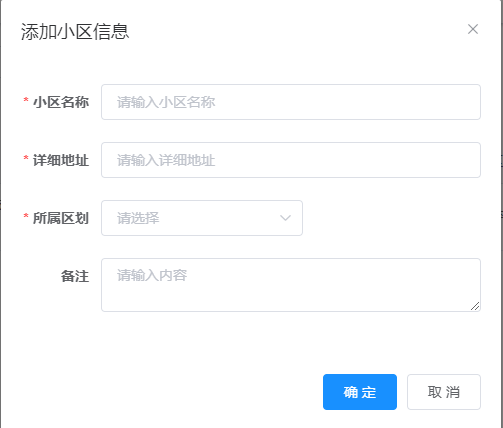 添加小区信息
* 小区名称 请输入小区名称
* 详细地址 请输入详细地址
* 所属区划 请选择
备注 请输入内容
确 定 取 消